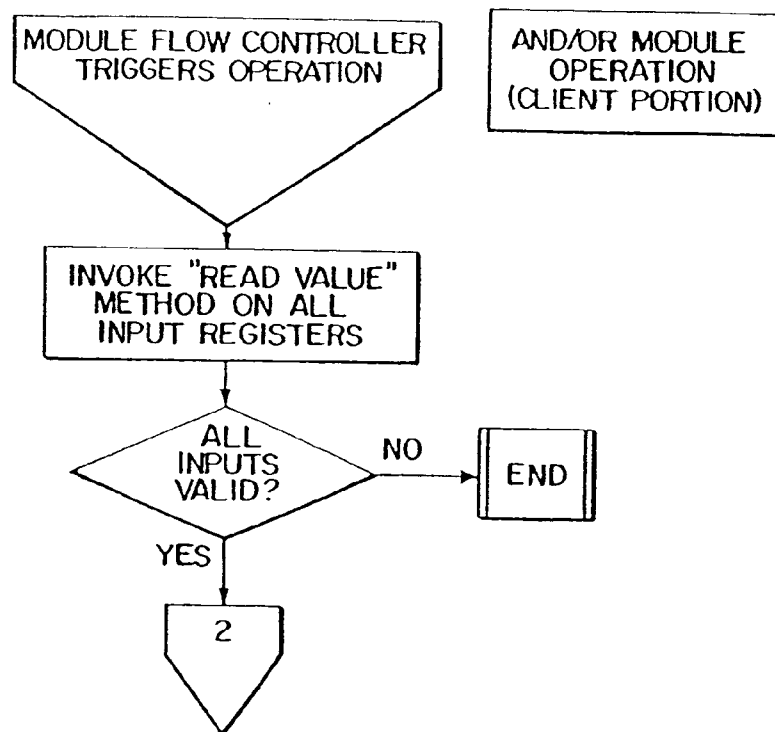 MODULE FLOW CONTROLLER
TRIGGERS OPERATION
AND/OR MODULE
OPERATION
(CLIENT PORTION)
INVOKE "READ VALUE"
METHOD ON ALL
INPUT REGISTERS
ALL
INPUTS
VALID?
NO
END
YES
2